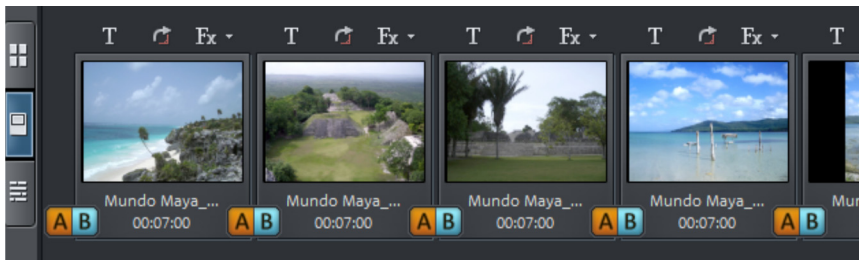 T Fx T Fx T Fx T Fx T
Mundo Maya_... Mundo Maya_... Mundo Maya_... Mundo Maya_... Mu
A B 00:07:00 A B 00:07:00 A B 00:07:00 A B 00:07:00 A B